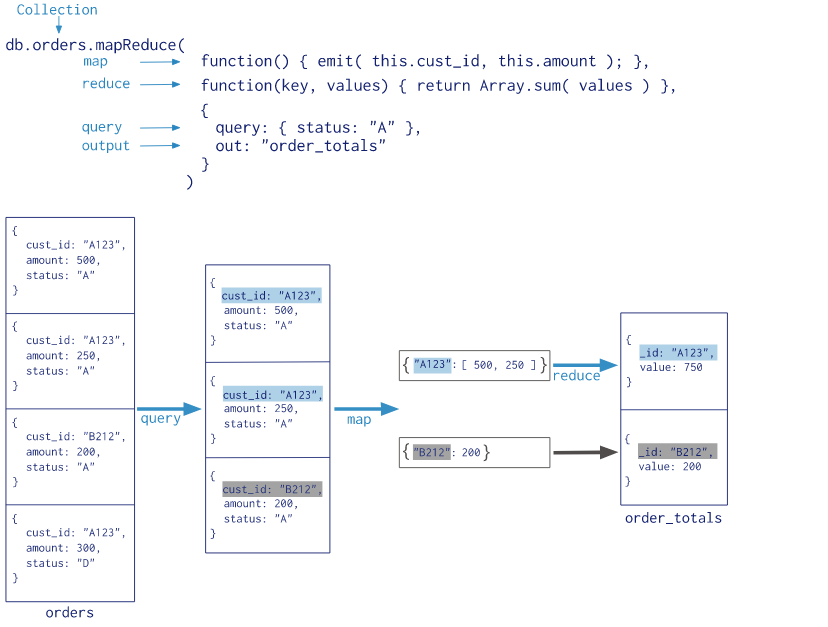 Collection
db.orders.mapReduce(
map function() { emit( this.cust_id, this.amount ); },
reduce function(key, values) { return Array.sum( values ) },
{
query query: { status: "A" },
output out: "order_totals"
}
)
{
cust_id: "A123",
amount: 500,
status: "A"
}
{
cust_id: "A123",
amount: 250,
status: "A"
}
{
cust_id: "B212",
amount: 200,
status: "A"
}
{
cust_id: "A123",
amount: 300,
status: "D"
}
orders
query
{
cust_id: "A123",
amount: 500,
status: "A"
}
{
cust_id: "A123",
amount: 250,
status: "A"
}
{
cust_id: "B212",
amount: 200,
status: "A"
}
map
{ "A123": [ 500, 250 ] }
{ "B212": 200 }
reduce
{
_id: "A123",
value: 750
}
{
_id: "B212",
value: 200
}
order_totals